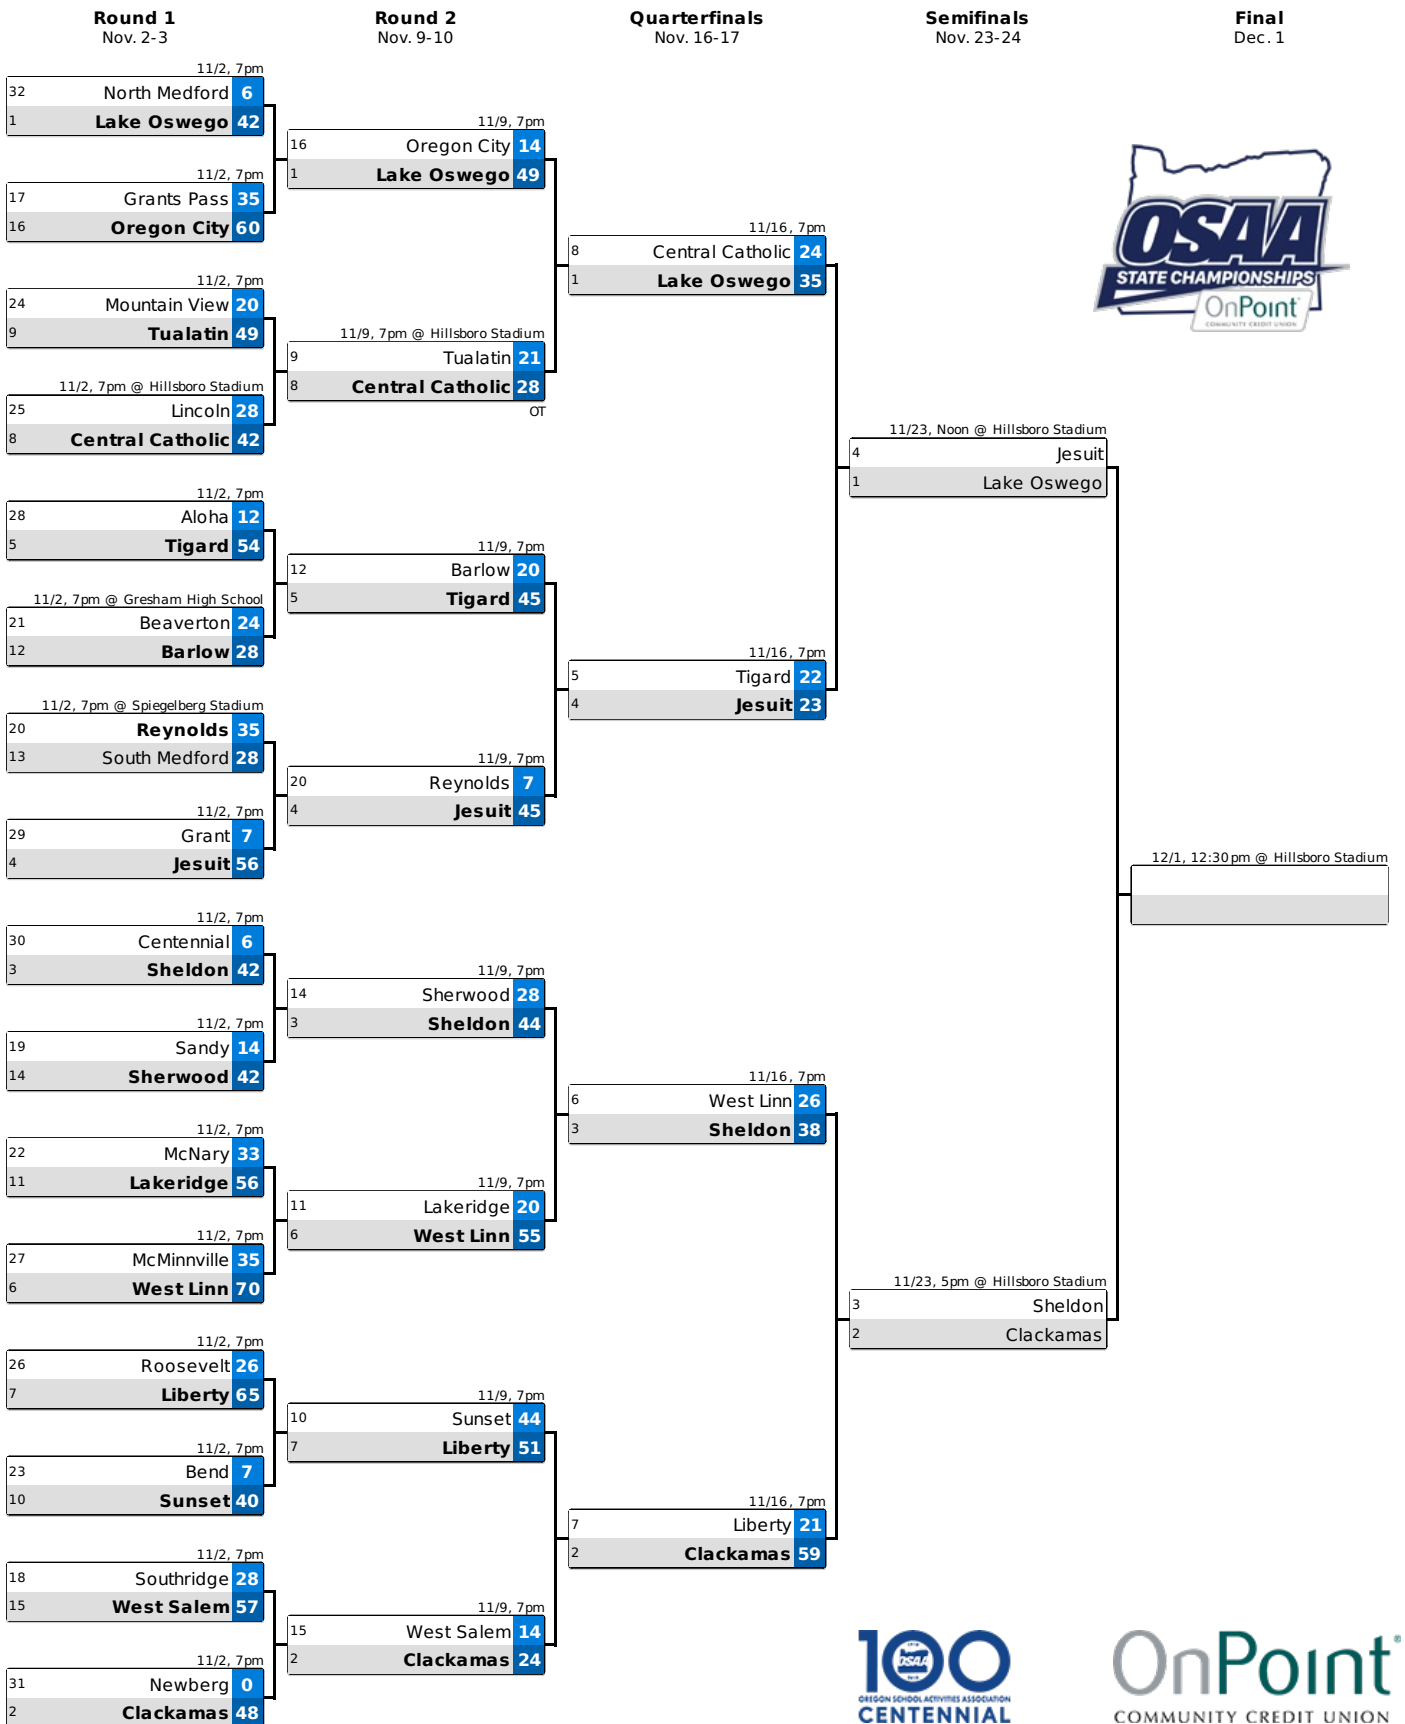 Round 1
Nov. 2-3
Round 2
Nov. 9-10
Quarterfinals
Nov. 16-17
Semifinals
Nov. 23-24
Final
Dec. 1
11/2, 7pm
32 North Medford 6
1 Lake Oswego 42
11/2, 7pm
17 Grants Pass 35
16 Oregon City 60
11/2, 7pm
24 Mountain View 20
9 Tualatin 49
11/2, 7pm @ Hillsboro Stadium
25 Lincoln 28
8 Central Catholic 42
11/2, 7pm
28 Aloha 12
5 Tigard 54
11/2, 7pm @ Gresham High School
21 Beaverton 24
12 Barlow 28
11/2, 7pm @ Spiegelberg Stadium
20 Reynolds 35
13 South Medford 28
11/2, 7pm
29 Grant 7
4 Jesuit 56
11/2, 7pm
30 Centennial 6
3 Sheldon 42
11/2, 7pm
19 Sandy 14
14 Sherwood 42
11/2, 7pm
22 McNary 33
11 Lakeridge 56
11/2, 7pm
27 McMinnville 35
6 West Linn 70
11/2, 7pm
26 Roosevelt 26
7 Liberty 65
11/2, 7pm
23 Bend 7
10 Sunset 40
11/2, 7pm
18 Southridge 28
15 West Salem 57
11/2, 7pm
31 Newberg 0
2 Clackamas 48
11/9, 7pm
16 Oregon City 14
1 Lake Oswego 49
11/9, 7pm @ Hillsboro Stadium
9 Tualatin 21
8 Central Catholic 28
OT
11/9, 7pm
12 Barlow 20
5 Tigard 45
11/9, 7pm
20 Reynolds 7
4 Jesuit 45
11/9, 7pm
14 Sherwood 28
3 Sheldon 44
11/9, 7pm
11 Lakeridge 20
6 West Linn 55
11/9, 7pm
10 Sunset 44
7 Liberty 51
11/9, 7pm
15 West Salem 14
2 Clackamas 24
11/16, 7pm
8 Central Catholic 24
1 Lake Oswego 35
11/16, 7pm
5 Tigard 22
4 Jesuit 23
11/16, 7pm
6 West Linn 26
3 Sheldon 38
11/16, 7pm
7 Liberty 21
2 Clackamas 59
11/23, Noon @ Hillsboro Stadium
4 Jesuit
1 Lake Oswego
11/23, 5pm @ Hillsboro Stadium
3 Sheldon
2 Clackamas
12/1, 12:30pm @ Hillsboro Stadium
OSAA
STATE CHAMPIONSHIPS
OnPoint
COMMUNITY CREDIT UNION
100
OSAA
OREGON SCHOOL ACTIVITIES ASSOCIATION
CENTENNIAL
OnPoint®
COMMUNITY CREDIT UNION